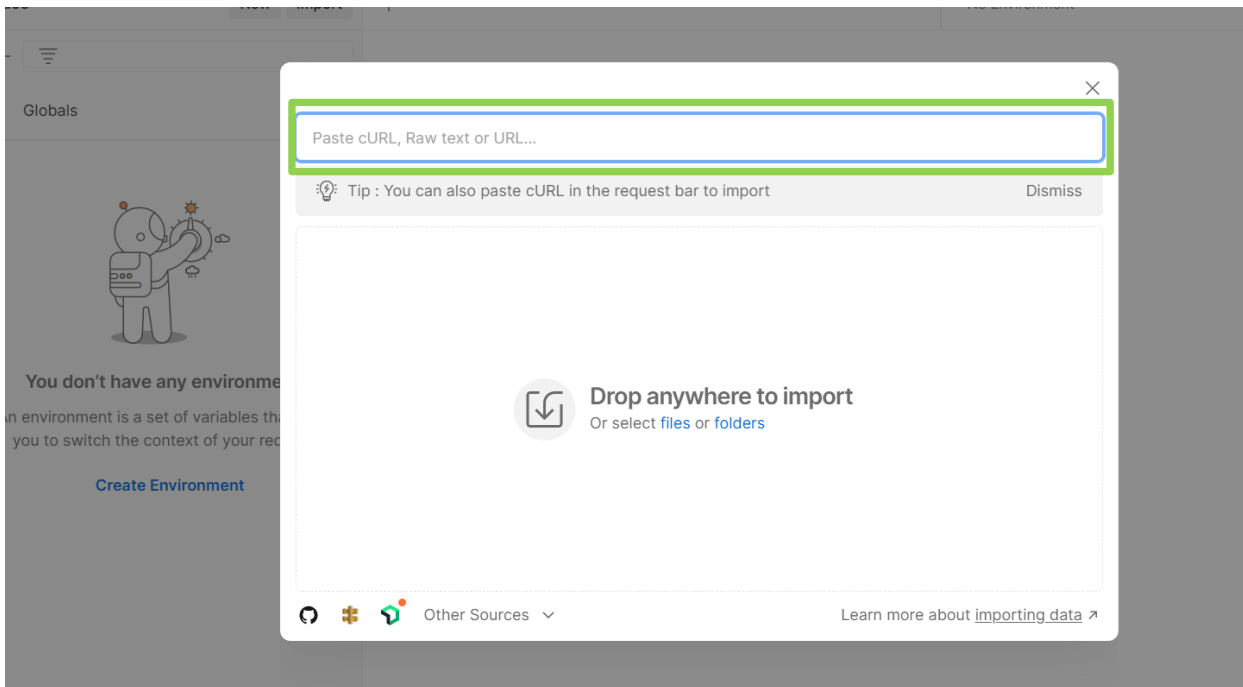 No Environment
Globals
Paste cURL, Raw text or URL...
Tip : You can also paste cURL in the request bar to import
Dismiss
You don't have any environme
n environment is a set of variables tha
you to switch the context of your req
Create Environment
Drop anywhere to import
Or select files or folders
Other Sources
Learn more about importing data